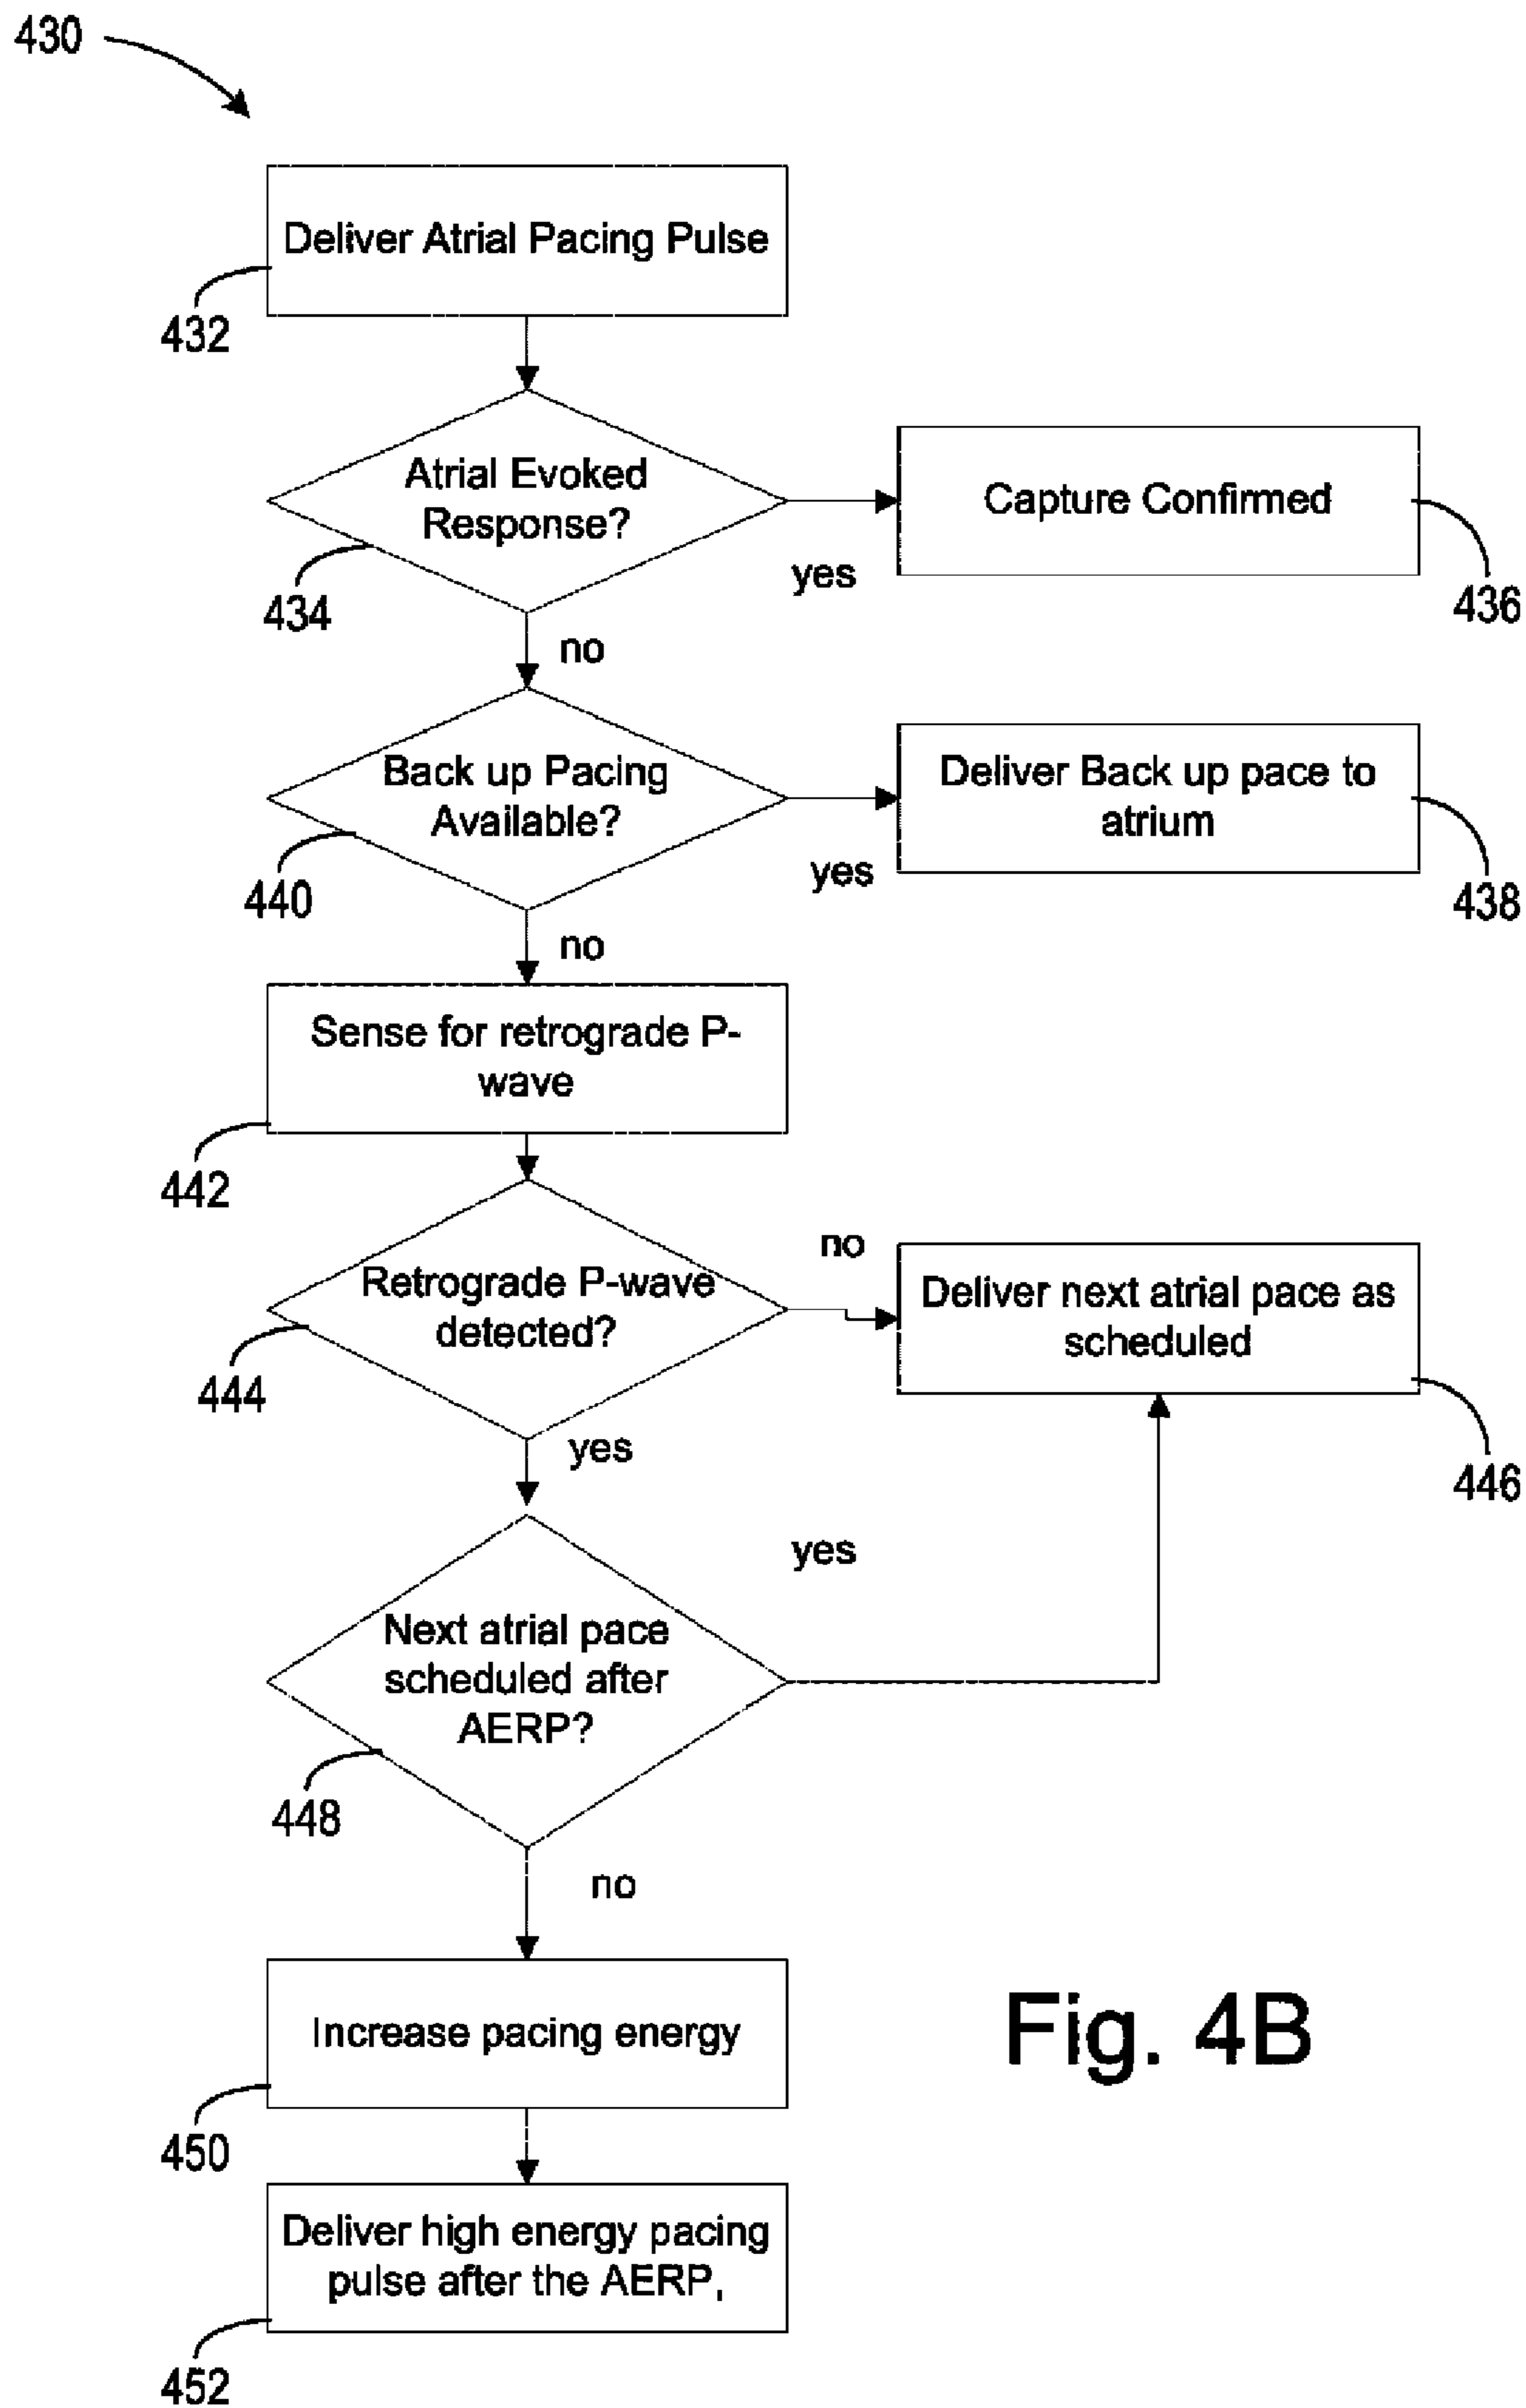 430
Deliver Atrial Pacing Pulse
432
Atrial Evoked
Response?
434
yes
Capture Confirmed
436
no
Back up Pacing
Available?
440
yes
Deliver Back up pace to
atrium
438
no
Sense for retrograde P-
wave
442
Retrograde P-wave
detected?
444
no
Deliver next atrial pace as
scheduled
446
yes
Next atrial pace
scheduled after
AERP?
448
yes
no
Increase pacing energy
450
Deliver high energy pacing
pulse after the AERP,
452
Fig. 4B